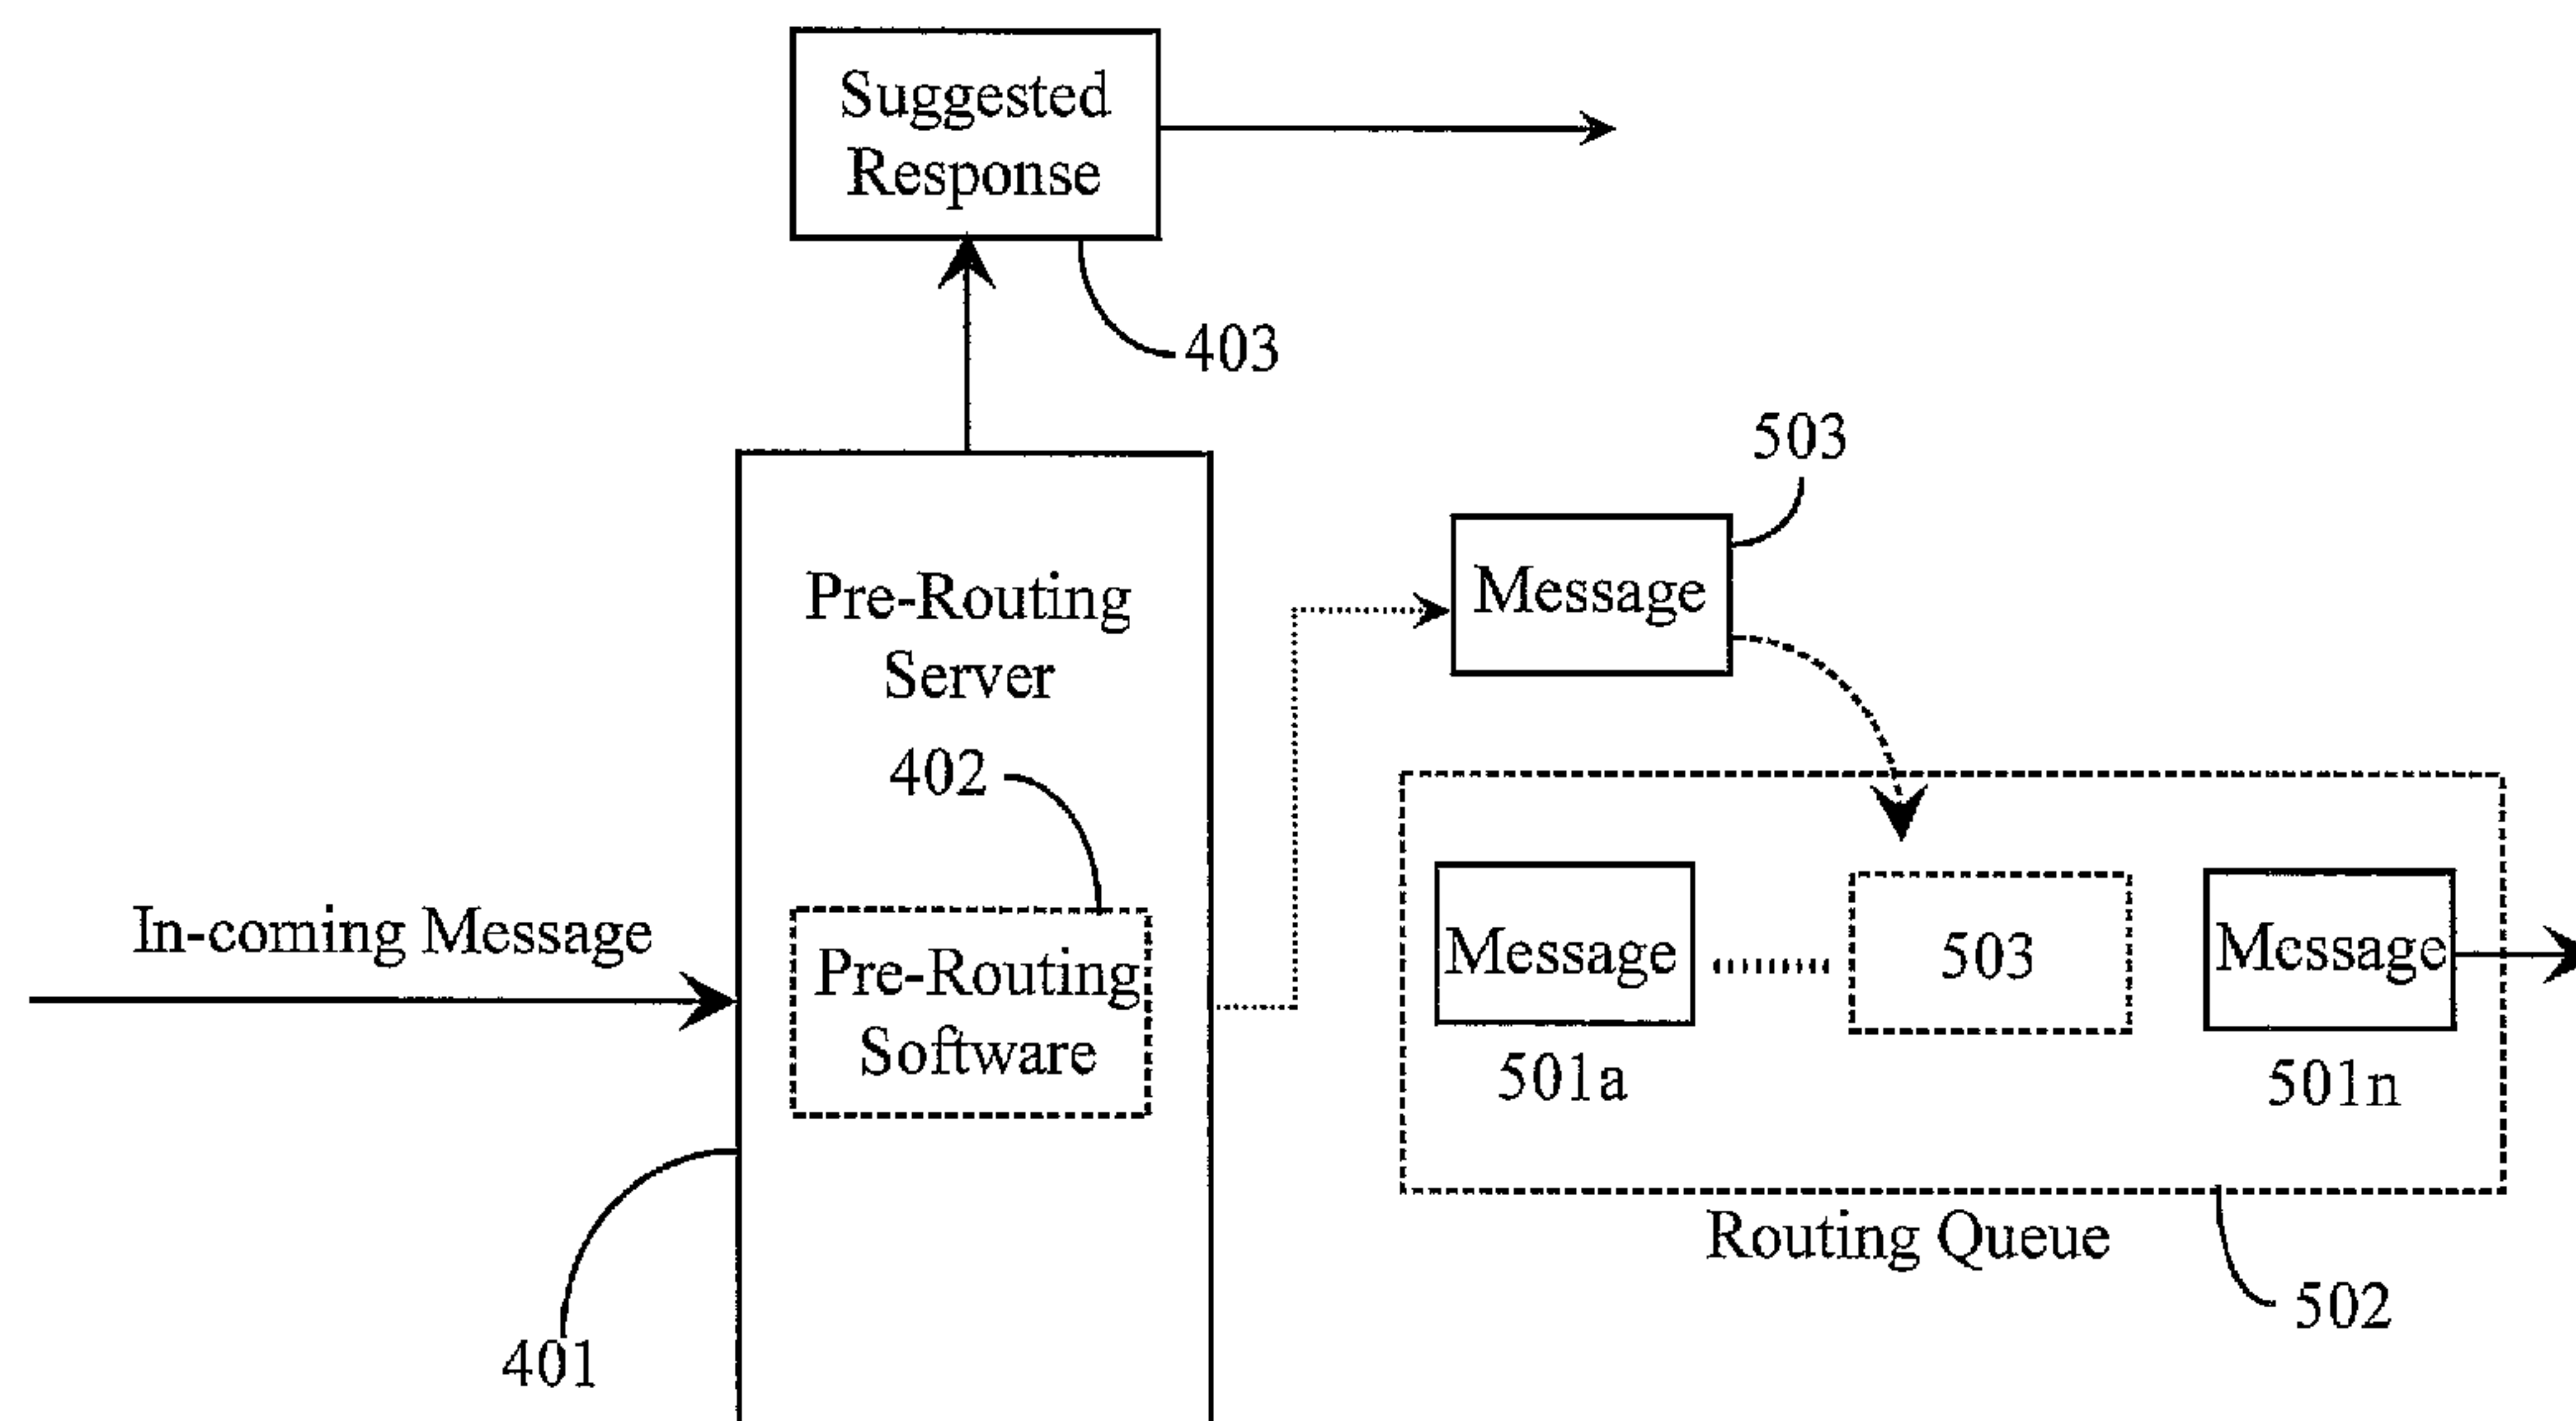 Suggested
Response
403
503
Message
Pre-Routing
Server
402
In-coming Message
Pre-Routing
Software
Message
503
Message
501a
501n
Routing Queue
502
401